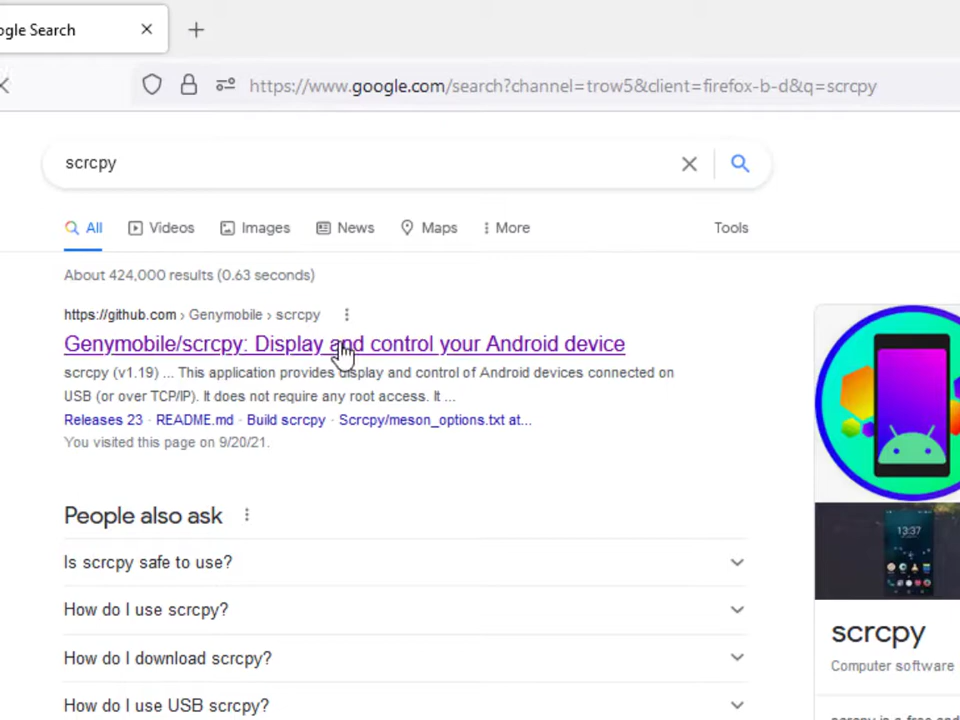 ogle Search
https://www.google.com/search?channel=trow5&client=firefox-b-d&q=scrcpy
scrcpy
All Videos Images News Maps More Tools
About 424,000 results (0.63 seconds)
https://github.com › Genymobile › scrcpy
Genymobile/scrcpy: Display and control your Android device
scrcpy (v1.19) ... This application provides display and control of Android devices connected on
USB (or over TCP/IP). It does not require any root access. It ...
Releases 23 · README.md · Build scrcpy · Scrcpy/meson_options.txt at...
You visited this page on 9/20/21.
People also ask
Is scrcpy safe to use?
How do I use scrcpy?
How do I download scrcpy?
How do I use USB scrcpy?
13:37
scrcpy
Computer software